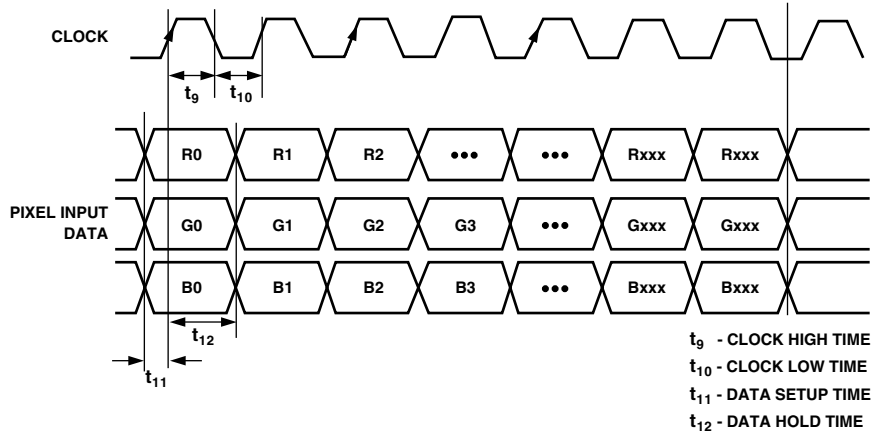 CLOCK
t9 t10
R0 R1 R2 ••• ••• Rxxx Rxxx
PIXEL INPUT
DATA
G0 G1 G2 G3 ••• Gxxx Gxxx
B0 B1 B2 B3 ••• Bxxx Bxxx
t12
t11
t9 - CLOCK HIGH TIME
t10 - CLOCK LOW TIME
t11 - DATA SETUP TIME
t12 - DATA HOLD TIME